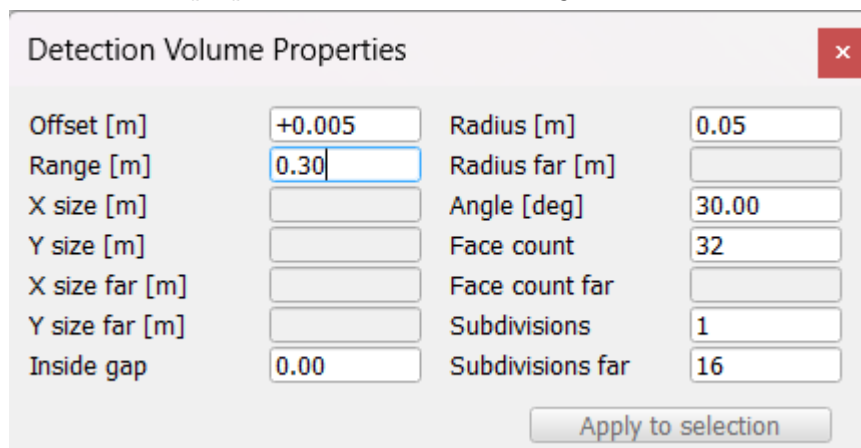 Detection Volume Properties
×
Offset [m] +0.005 Radius [m] 0.05
Range [m] 0.30 Radius far [m]
X size [m] Angle [deg] 30.00
Y size [m] Face count 32
X size far [m] Face count far
Y size far [m] Subdivisions 1
Inside gap 0.00 Subdivisions far 16
Apply to selection